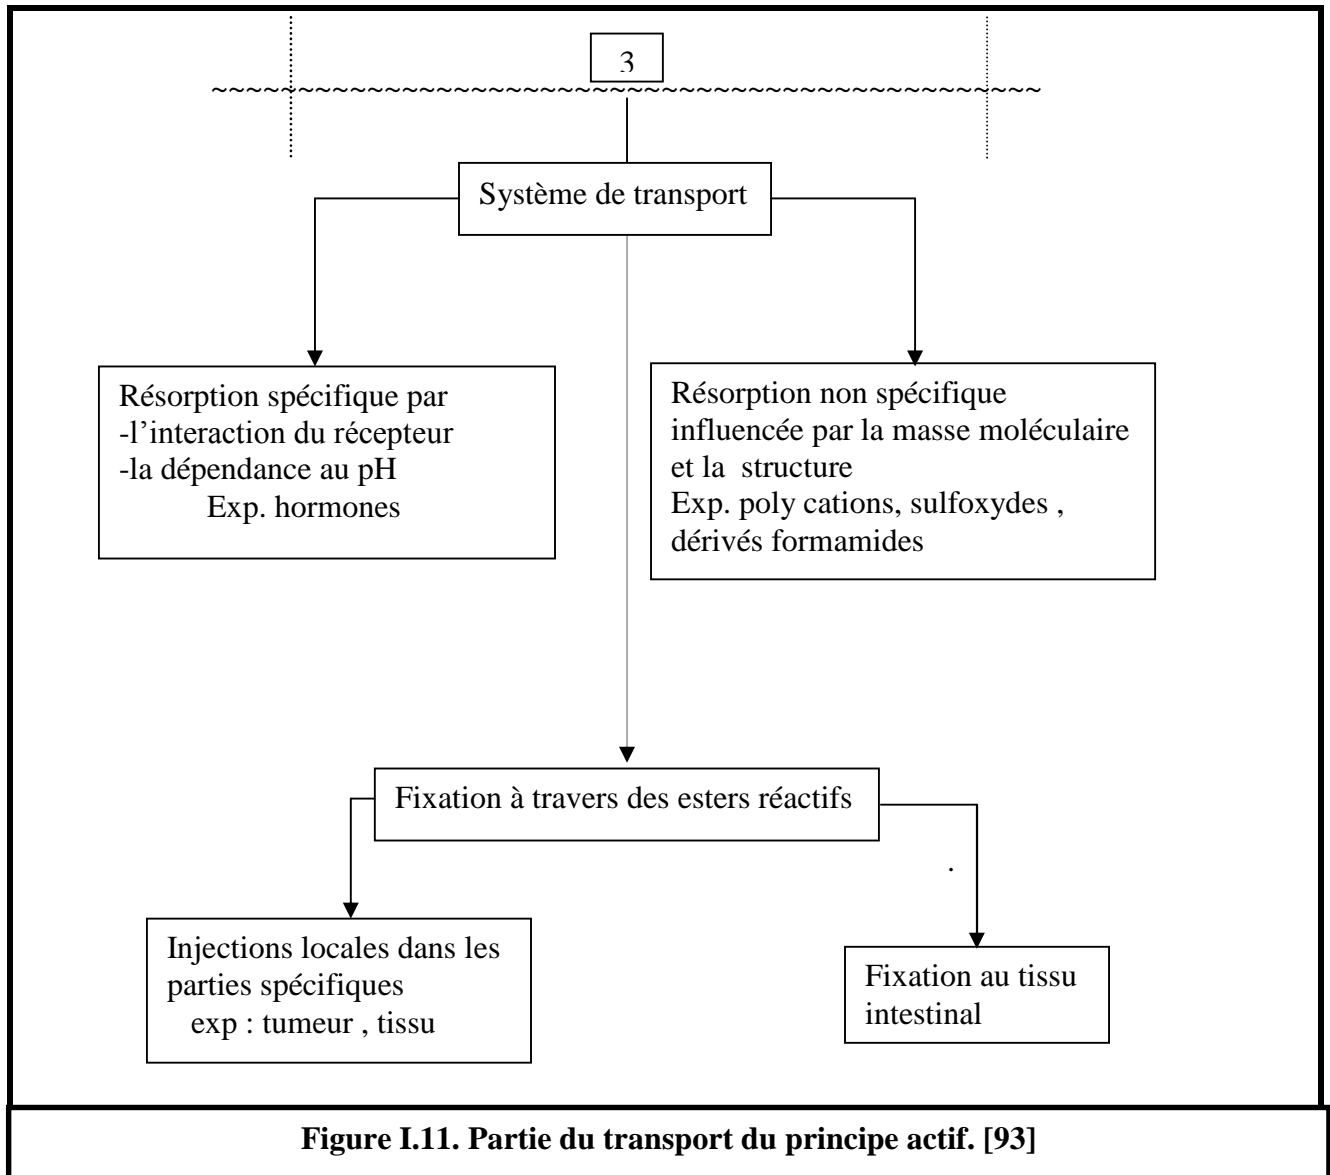 3
~~~~~~~~~~~~~~~~~~~~~~~~~~~~~~~~~~~~~~~~~
Système de transport
Résorption spécifique par
-l’interaction du récepteur
-la dépendance au pH
Exp. hormones
Résorption non spécifique
influencée par la masse moléculaire
et la structure
Exp. poly cations, sulfoxydes ,
dérivés formamides
Fixation à travers des esters réactifs
.
Injections locales dans les
parties spécifiques
exp : tumeur , tissu
Fixation au tissu
intestinal
Figure I.11. Partie du transport du principe actif. [93]